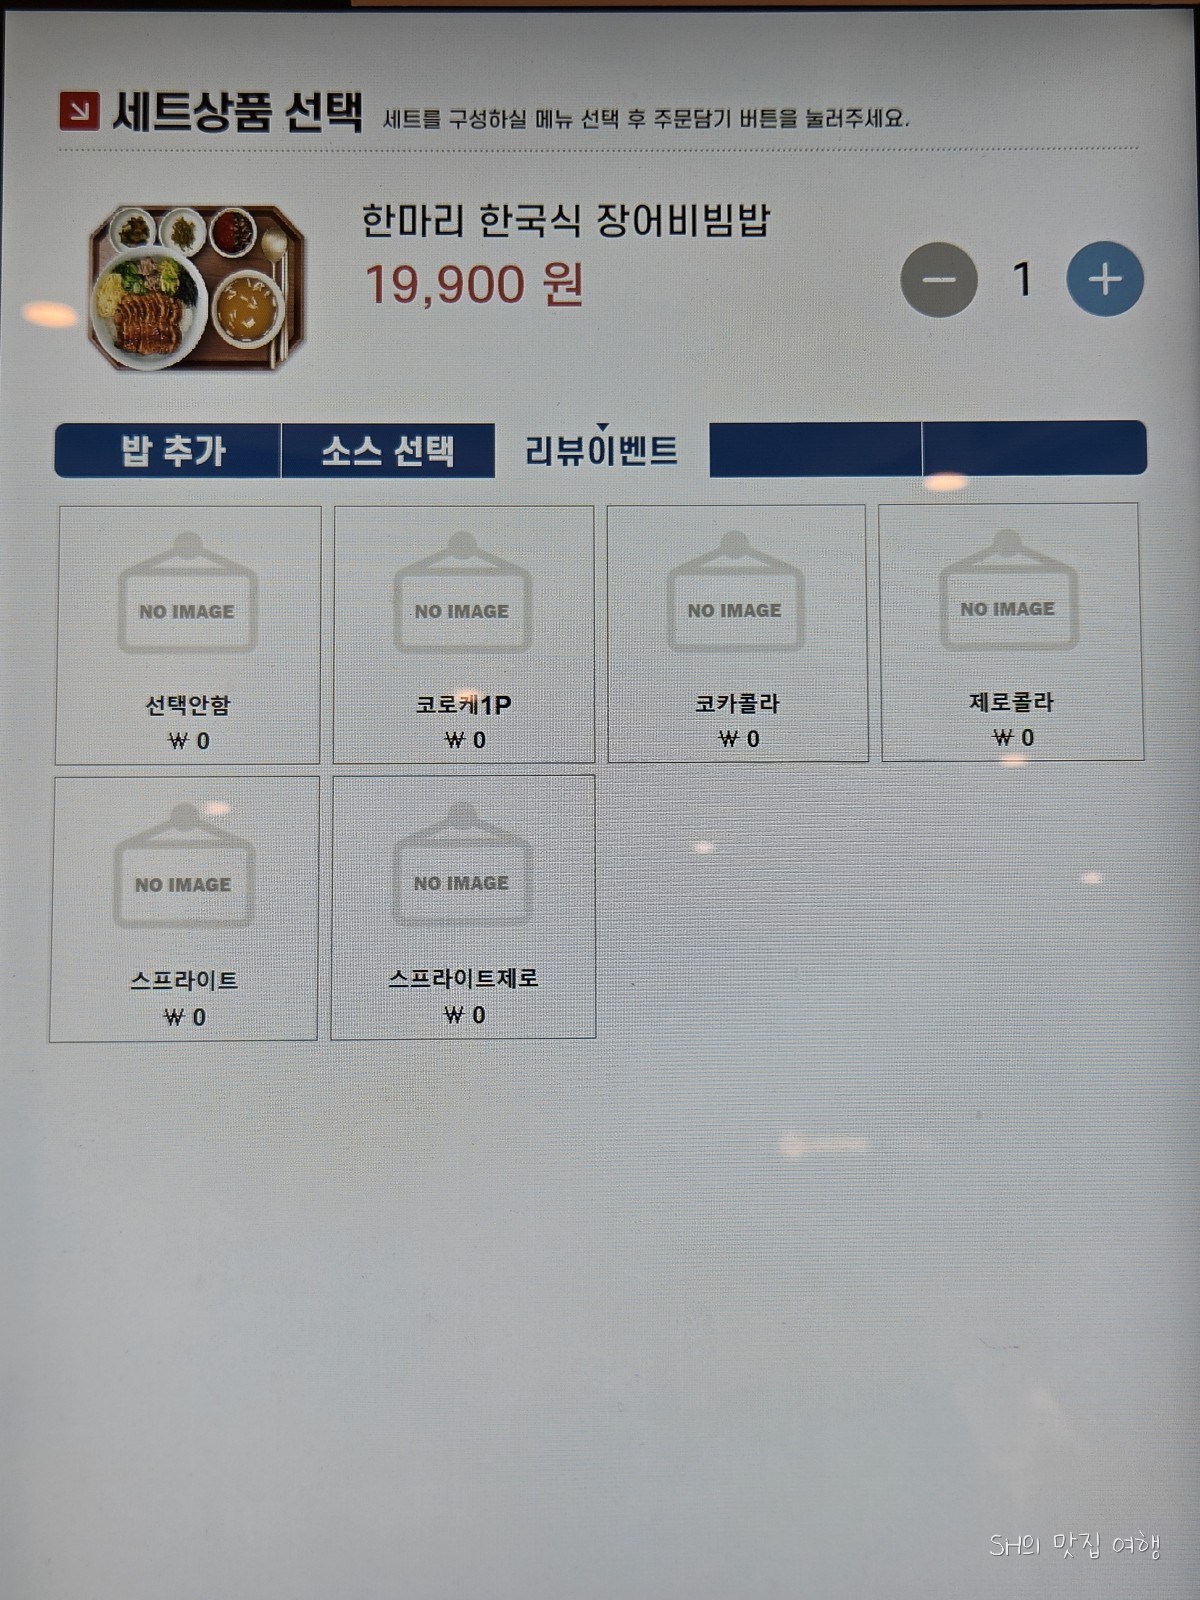 세트상품 선택 세트를 구성하실 메뉴 선택 후 주문담기 버튼을 눌러주세요.
한마리 한국식 장어비빔밥
19,900 원
1
밥 추가 소스 선택 리뷰이벤트
NO IMAGE NO IMAGE NO IMAGE NO IMAGE
선택안함 코로케1P 코카콜라 제로콜라
₩ 0 ₩ 0 ₩ 0 ₩ 0
NO IMAGE NO IMAGE
스프라이트 스프라이트제로
₩ 0 ₩ 0
SH의 맛집 여행